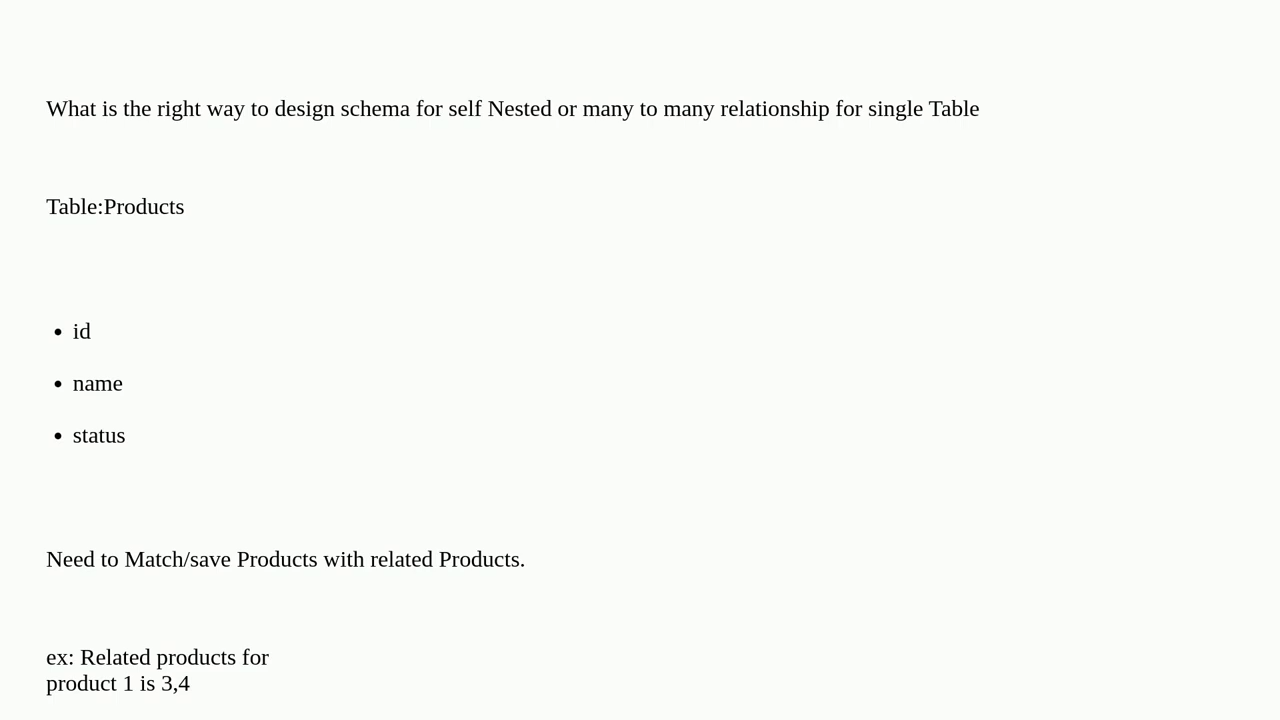 What is the right way to design schema for self Nested or many to many relationship for single Table
Table:Products
• id
• name
• status
Need to Match/save Products with related Products.
ex: Related products for
product 1 is 3,4